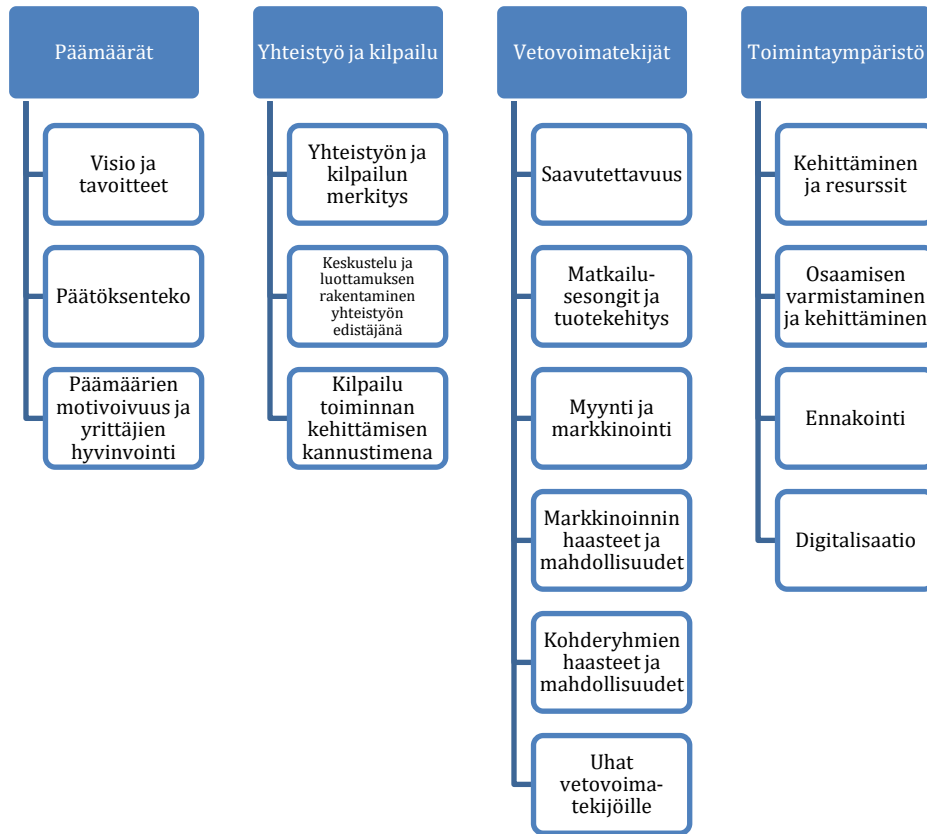 Päämäärät
Visio ja
tavoitteet
Päätöksenteko
Päämäärien
motivoivuus ja
yrittäjien
hyvinvointi
Yhteistyö ja kilpailu
Yhteistyön ja
kilpailun
merkitys
Keskustelu ja
luottamuksen
rakentaminen
yhteistyön
edistäjänä
Kilpailu
toiminnan
kehittämisen
kannustimena
Vetovoimatekijät
Saavutettavuus
Matkailu-
sesongit ja
tuotekehitys
Myynti ja
markkinointi
Markkinoinnin
haasteet ja
mahdollisuudet
Kohderyhmien
haasteet ja
mahdollisuudet
Uhat
vetovoima-
tekijöille
Toimintaympäristö
Kehittäminen
ja resurssit
Osaamisen
varmistaminen
ja kehittäminen
Ennakointi
Digitalisaatio